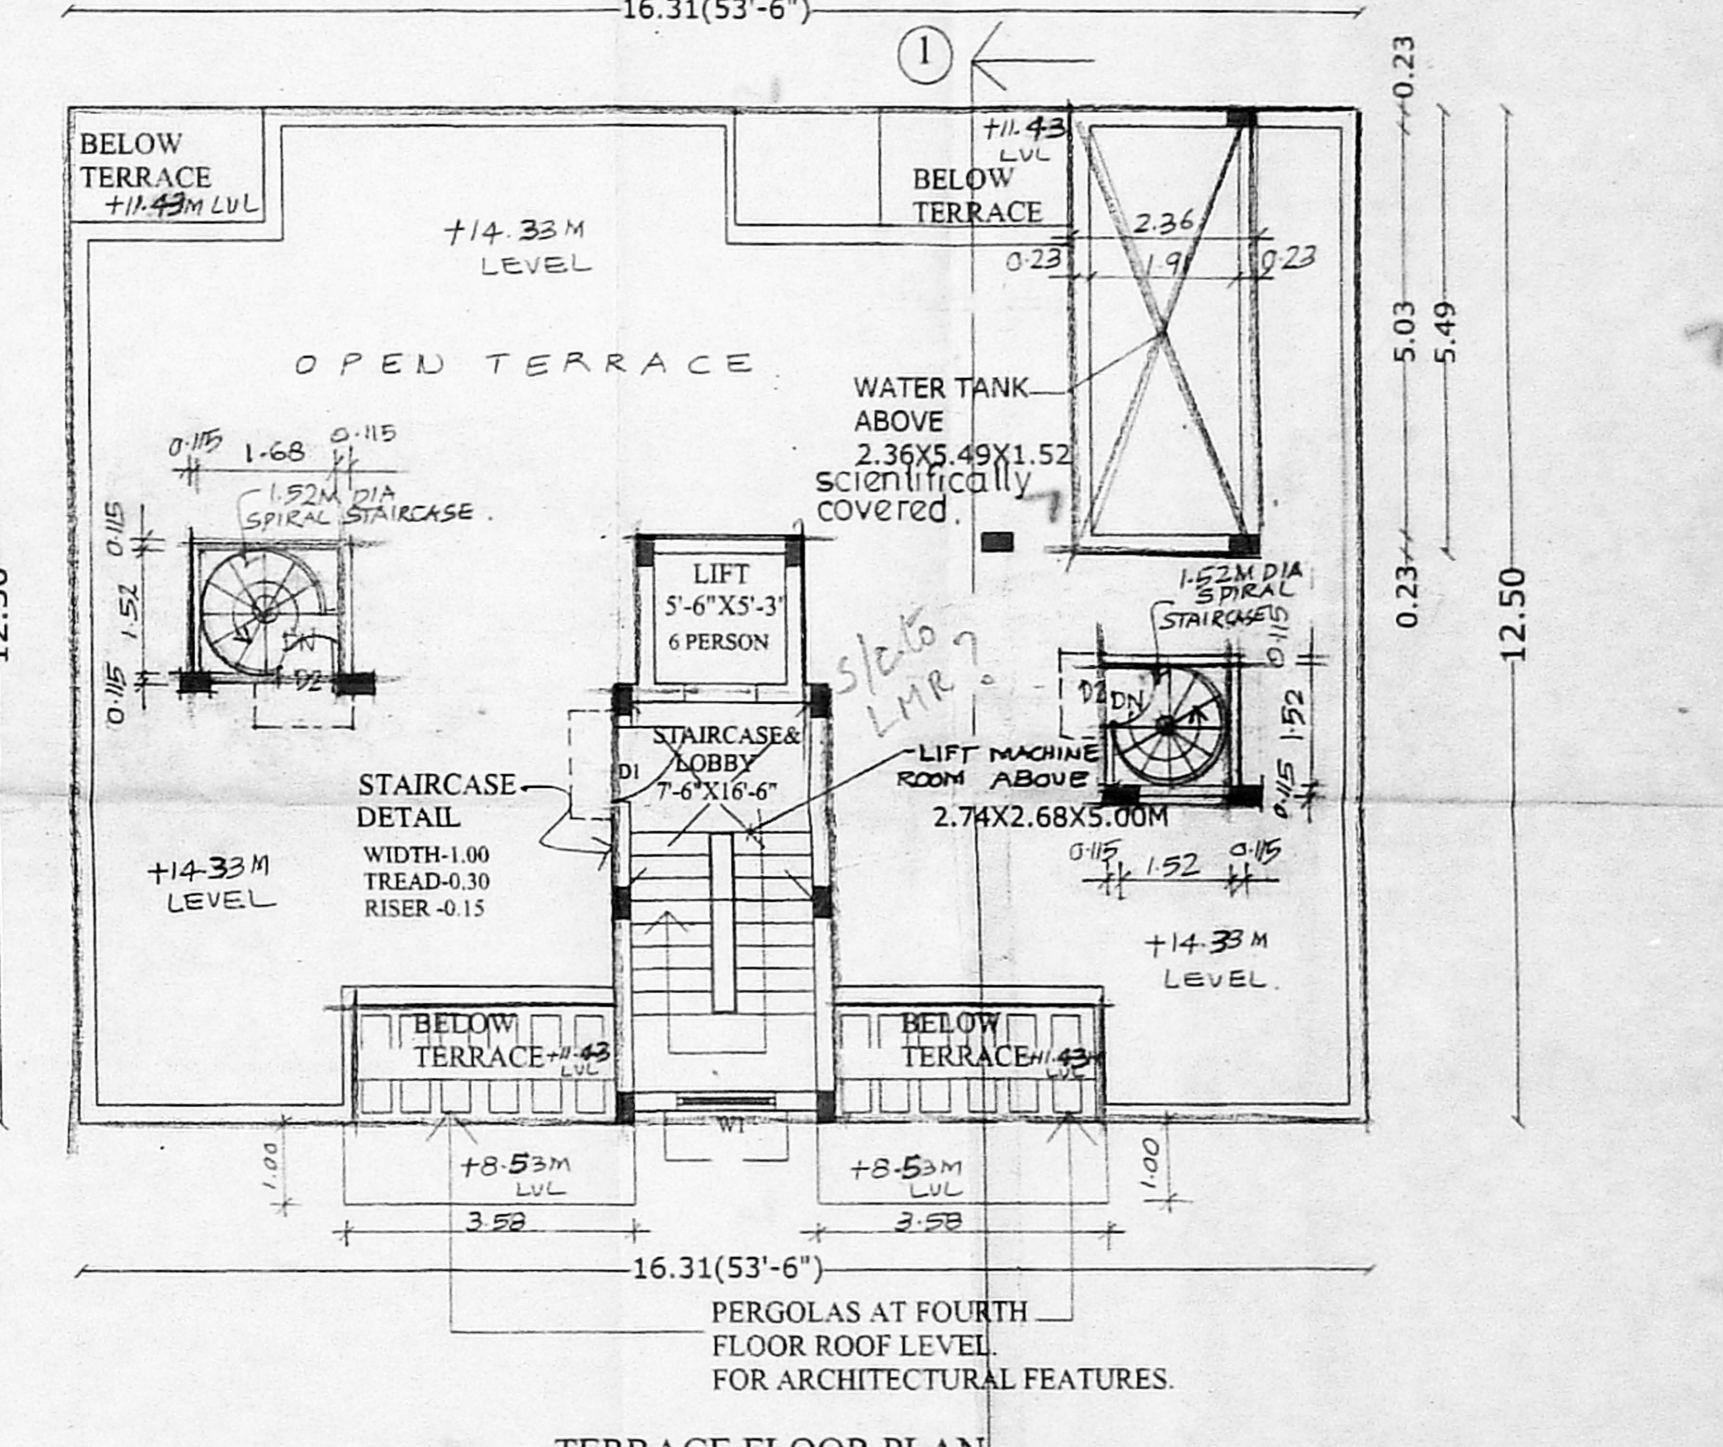 16.31(53'-6")
1
0.23
BELOW
TERRACE
+11.43M LVL
+11.43
LVL
BELOW
TERRACE
+14.33M
LEVEL
2.36
0.23
1.91
0.23
5.03
5.49
OPEN TERRACE
WATER TANK
ABOVE
2.36X5.49X1.52
scientifically
covered.
0.115
1.68
0.115
1.52M DIA
SPIRAL STAIRCASE.
0.115
1.52
0.115
DN
D2
LIFT
5'-6"X5'-3"
6 PERSON
1.52M DIA
SPIRAL
STAIRCASE
0.23
12.50
0.115
1.52
0.115
D2
DN
S/c to
LMR ?
STAIRCASE&
LOBBY
7'-6"X16'-6"
D1
LIFT MACHINE
ROOM ABOVE
2.74X2.68X5.00M
STAIRCASE
DETAIL
WIDTH-1.00
TREAD-0.30
RISER -0.15
0.115
1.52
0.115
+14.33M
LEVEL
+14.33M
LEVEL.
BELOW
TERRACE
+11.43
LVL
BELOW
TERRACE
+11.43M
LVL
W1
1.00
+8.53M
LVL
+8.53M
LVL
1.00
3.58
3.58
16.31(53'-6")
PERGOLAS AT FOURTH
FLOOR ROOF LEVEL.
FOR ARCHITECTURAL FEATURES.
TERRACE FLOOR PLAN